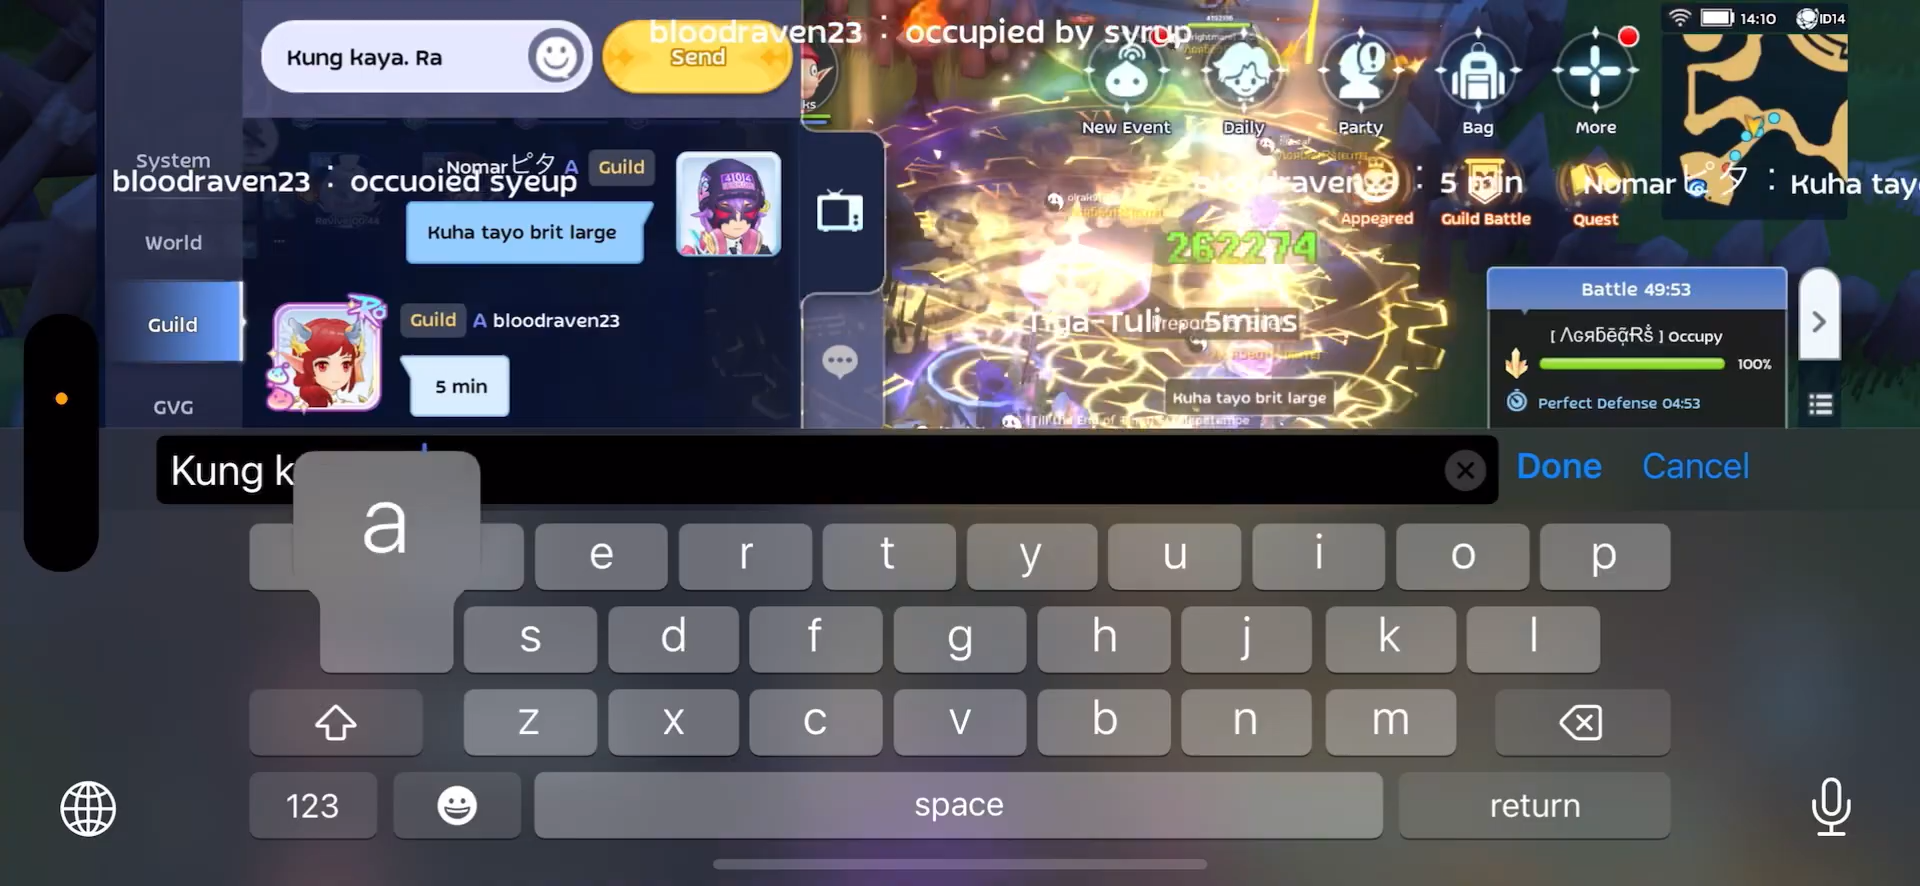 Kung kaya. Ra
Send
bloodraven23 : occupied by syrup
14:10
ID14
New Event
Daily
Party
Bag
More
System
Nomarピタ A Guild
bloodraven23 : occuoied syeup
5 min
Nomarピタ : Kuha tayo
Appeared
Guild Battle
Quest
World
Kuha tayo brit large
262274
Battle 49:53
Guild
Guild A bloodraven23
5mins
Occupy
100%
5 min
Kuha tayo brit large
Perfect Defense 04:53
GVG
Kung k
Done
Cancel
a
e r t y u i o p
s d f g h j k l
z x c v b n m
123
space
return